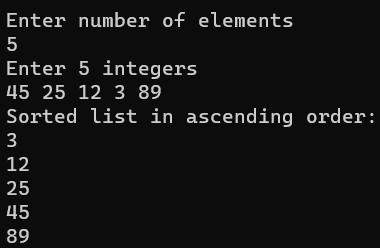 Enter number of elements
5
Enter 5 integers
45 25 12 3 89
Sorted list in ascending order:
3
12
25
45
89